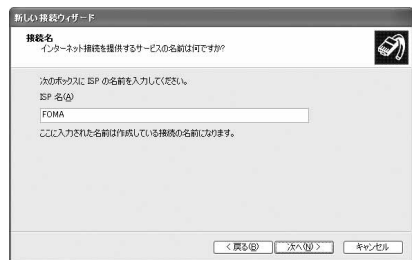 新しい接続ウィザード
接続名
インターネット接続を提供するサービスの名前は何ですか?
次のボックスに ISP の名前を入力してください。
ISP 名(A)
FOMA
ここに入力された名前は作成している接続の名前になります。
< 戻る(B)
次へ(N) >
キャンセル